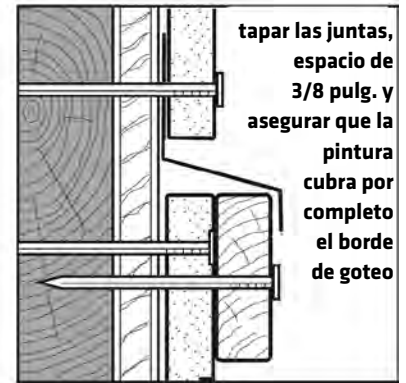 tapar las juntas,
espacio de
3/8 pulg. y
asegurar que la
pintura
cubra por
completo
el borde
de goteo